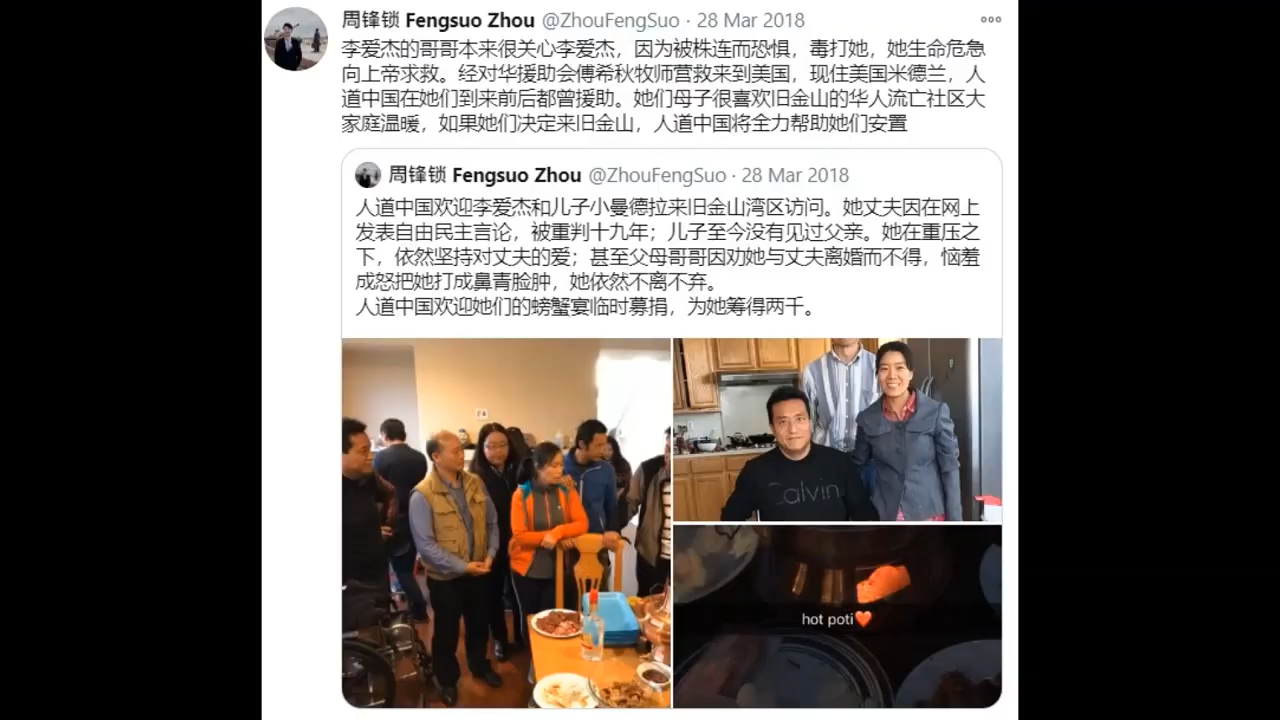 周锋锁 Fengsuo Zhou @ZhouFengSuo · 28 Mar 2018
李爱杰的哥哥本来很关心李爱杰，因为被株连而恐惧，毒打她，她生命危急
向上帝求救。经对华援助会傅希秋牧师营救来到美国，现住美国米德兰，人
道中国在她们到来前后都曾援助。她们母子很喜欢旧金山的华人流亡社区大
家庭温暖，如果她们决定来旧金山，人道中国将全力帮助她们安置
周锋锁 Fengsuo Zhou @ZhouFengSuo · 28 Mar 2018
人道中国欢迎李爱杰和儿子小曼德拉来旧金山湾区访问。她丈夫因在网上
发表自由民主言论，被重判十九年；儿子至今没有见过父亲。她在重压之
下，依然坚持对丈夫的爱；甚至父母哥哥因劝她与丈夫离婚而不得，恼羞
成怒把她打成鼻青脸肿，她依然不离不弃。
人道中国欢迎她们的螃蟹宴临时募捐，为她筹得两千。
Calvin
hot poti❤️